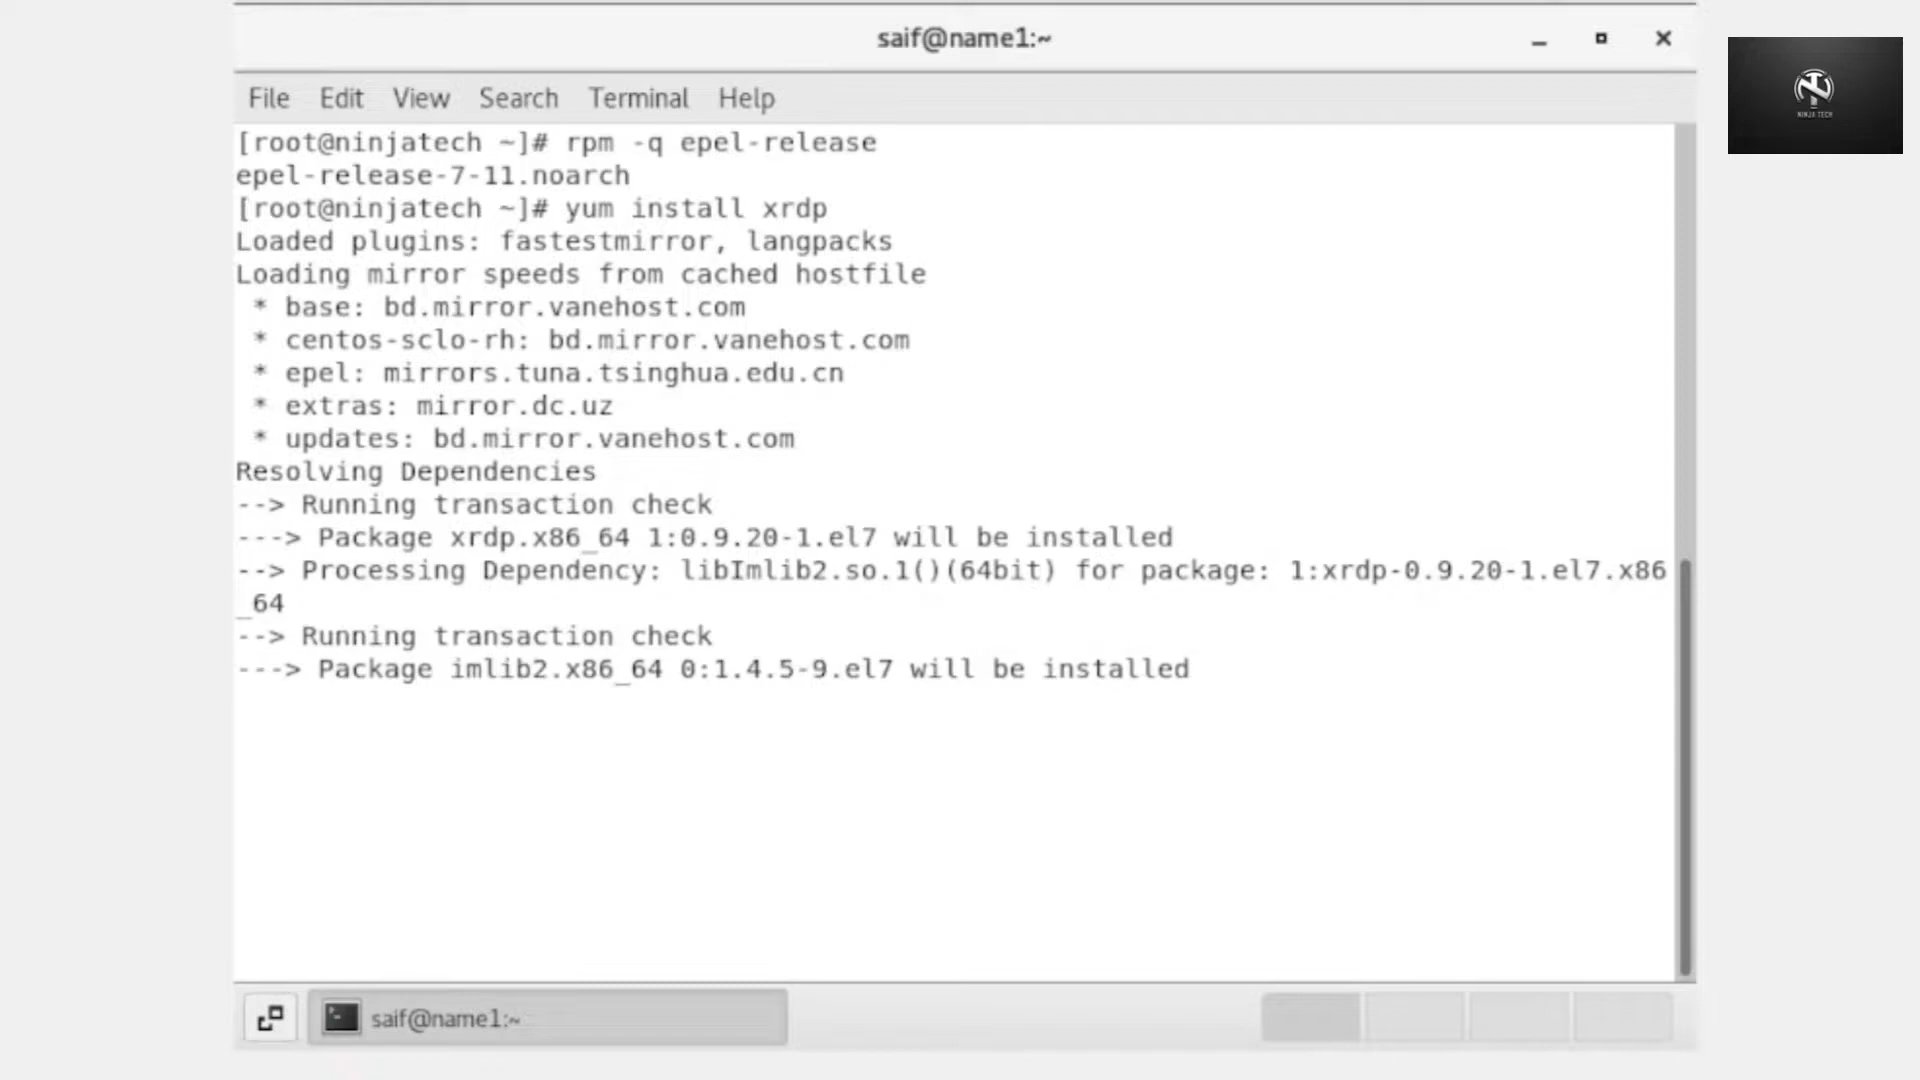 saif@name1:~
File Edit View Search Terminal Help
[root@ninjatech ~]# rpm -q epel-release
epel-release-7-11.noarch
[root@ninjatech ~]# yum install xrdp
Loaded plugins: fastestmirror, langpacks
Loading mirror speeds from cached hostfile
 * base: bd.mirror.vanehost.com
 * centos-sclo-rh: bd.mirror.vanehost.com
 * epel: mirrors.tuna.tsinghua.edu.cn
 * extras: mirror.dc.uz
 * updates: bd.mirror.vanehost.com
Resolving Dependencies
--> Running transaction check
---> Package xrdp.x86_64 1:0.9.20-1.el7 will be installed
--> Processing Dependency: libImlib2.so.1()(64bit) for package: 1:xrdp-0.9.20-1.el7.x86
_64
--> Running transaction check
---> Package imlib2.x86_64 0:1.4.5-9.el7 will be installed
saif@name1:~
NINJA TECH